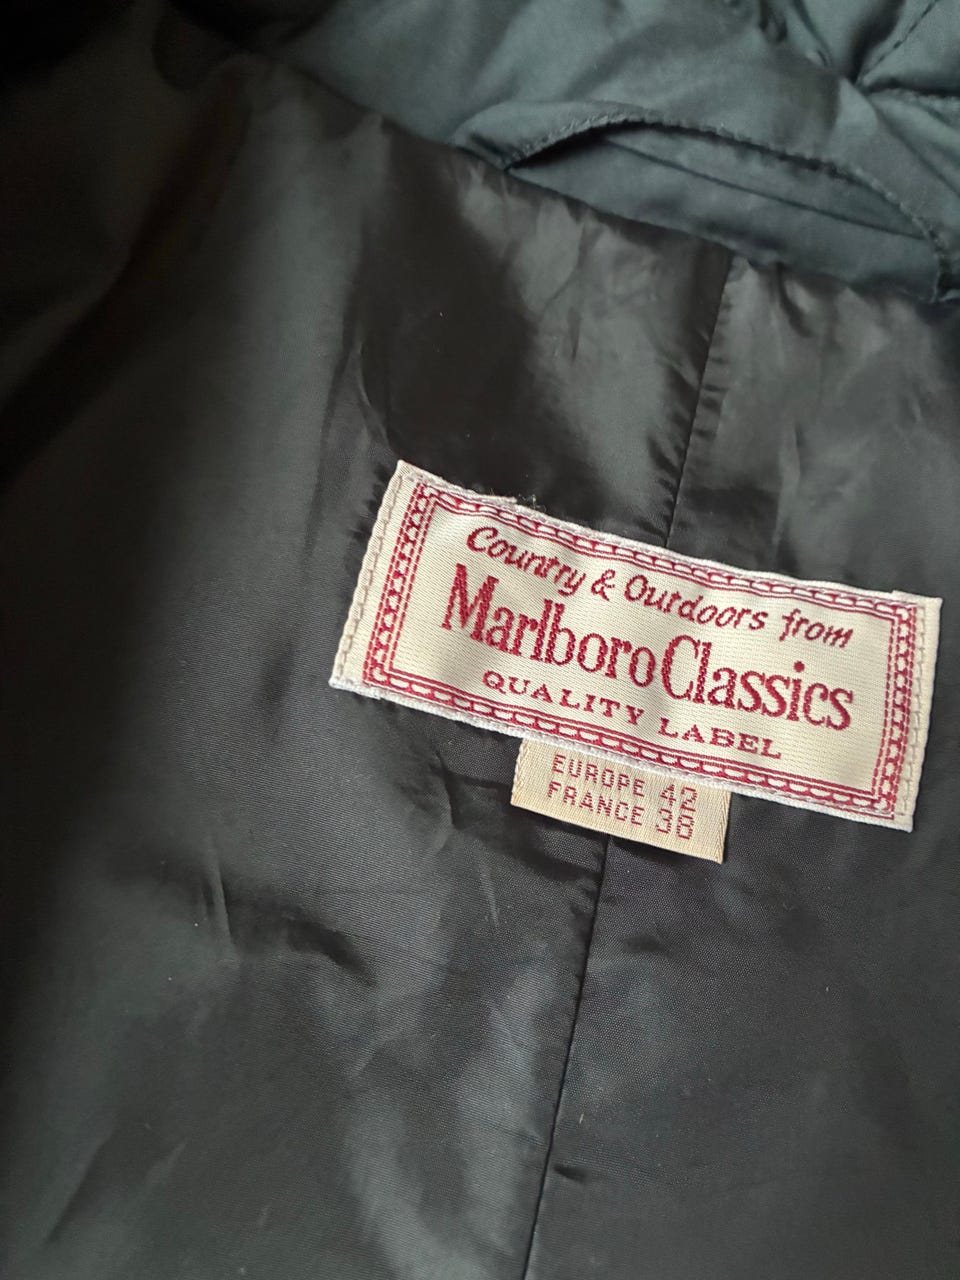 Country & Outdoors from
Marlboro Classics
QUALITY LABEL
EUROPE 42
FRANCE 38